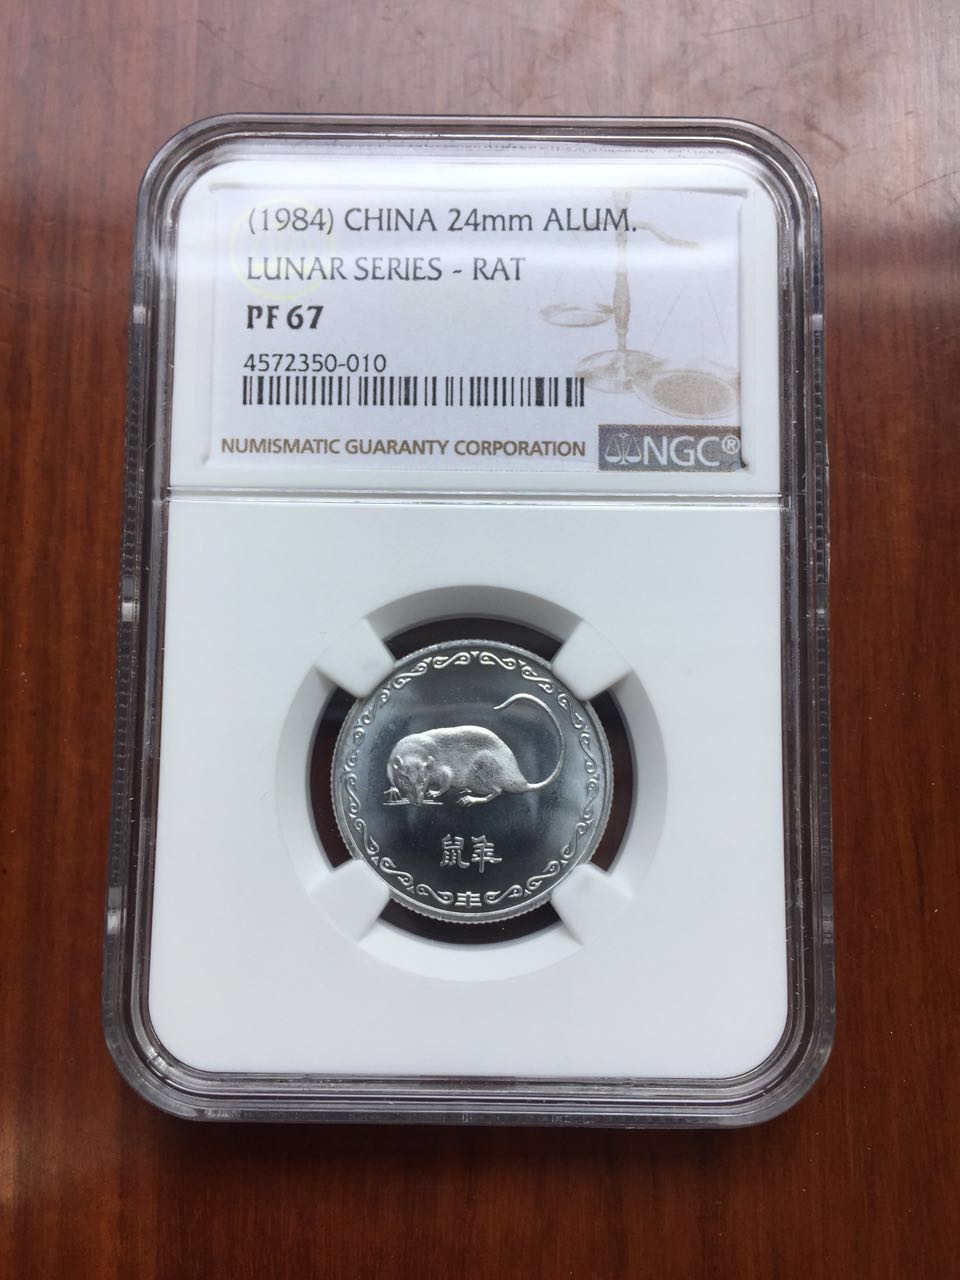 (1984) CHINA 24mm ALUM.
LUNAR SERIES - RAT
PF 67
4572350-010
NUMISMATIC GUARANTY CORPORATION NGC®
鼠年